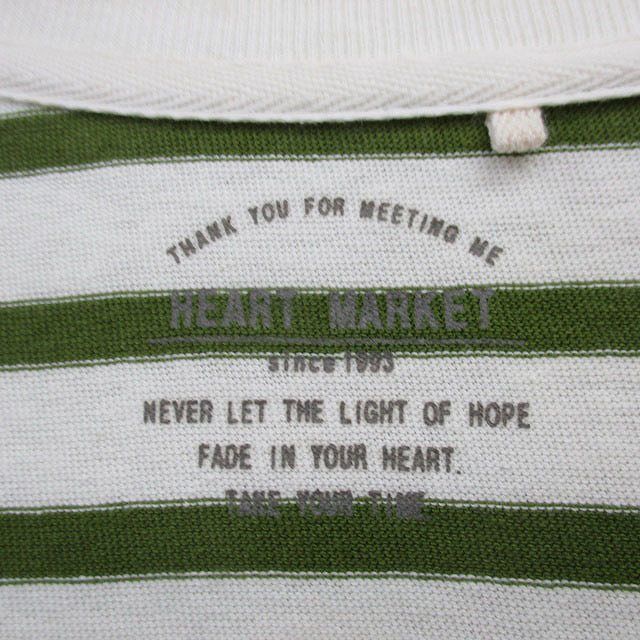 THANK YOU FOR MEETING ME
HEART MARKET
since 1993
NEVER LET THE LIGHT OF HOPE
FADE IN YOUR HEART.
TAKE YOUR TIME